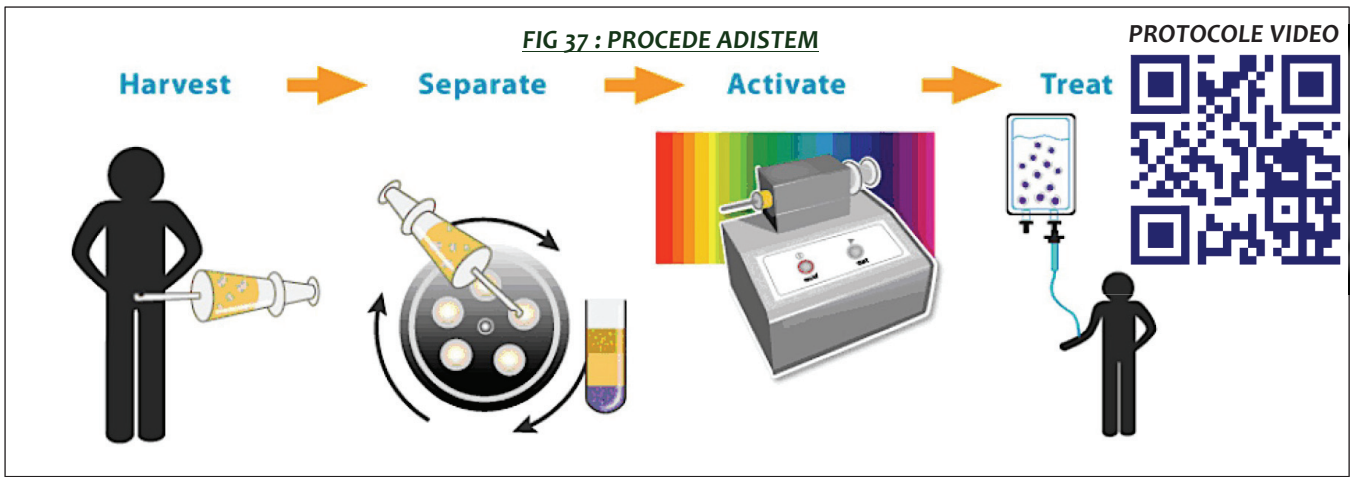 FIG 37 : PROCEDE ADISTEM
PROTOCOLE VIDEO
Harvest
Separate
Activate
Treat